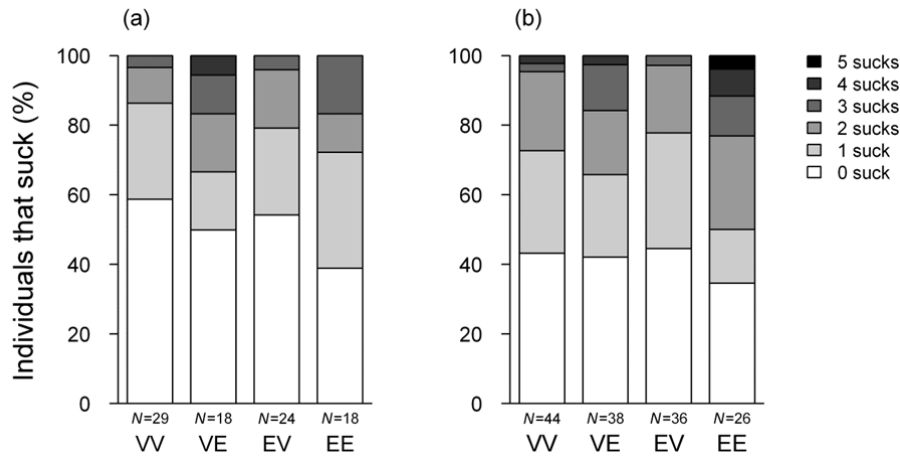 (a)
(b)
Individuals that suck (%)
100
80
60
40
20
0
N=29 N=18 N=24 N=18
VV VE EV EE
100
80
60
40
20
0
N=44 N=38 N=36 N=26
VV VE EV EE
5 sucks
4 sucks
3 sucks
2 sucks
1 suck
0 suck